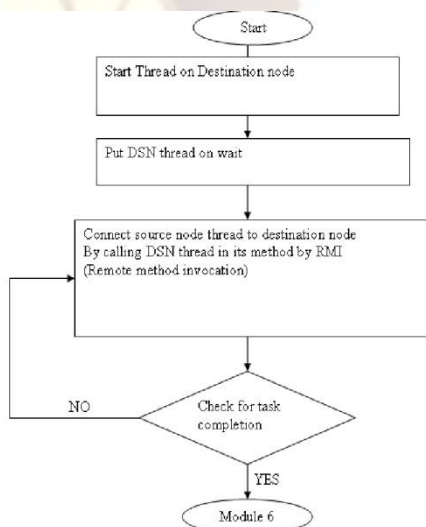 Start
Start Thread on Destination node
Put DSN thread on wait
Connect source node thread to destination node
By calling DSN thread in its method by RMI
(Remote method invocation)
NO
Check for task
completion
YES
Module 6